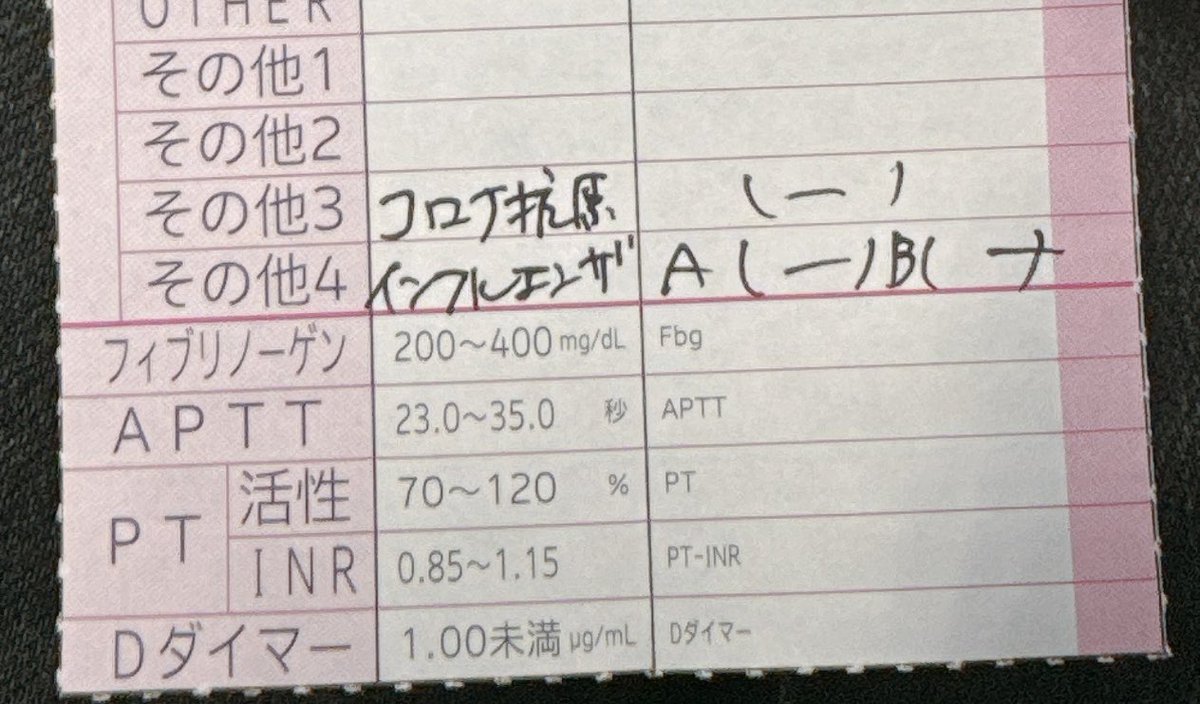 OTHER
その他1
その他2
その他3 コロナ抗原 (ー)
その他4 インフルエンザ A(ー)B(ー)
フィブリノーゲン 200～400 mg/dL Fbg
APTT 23.0～35.0 秒 APTT
PT 活性 70～120 % PT
INR 0.85～1.15 PT-INR
Dダイマー 1.00未満 μg/mL Dダイマー